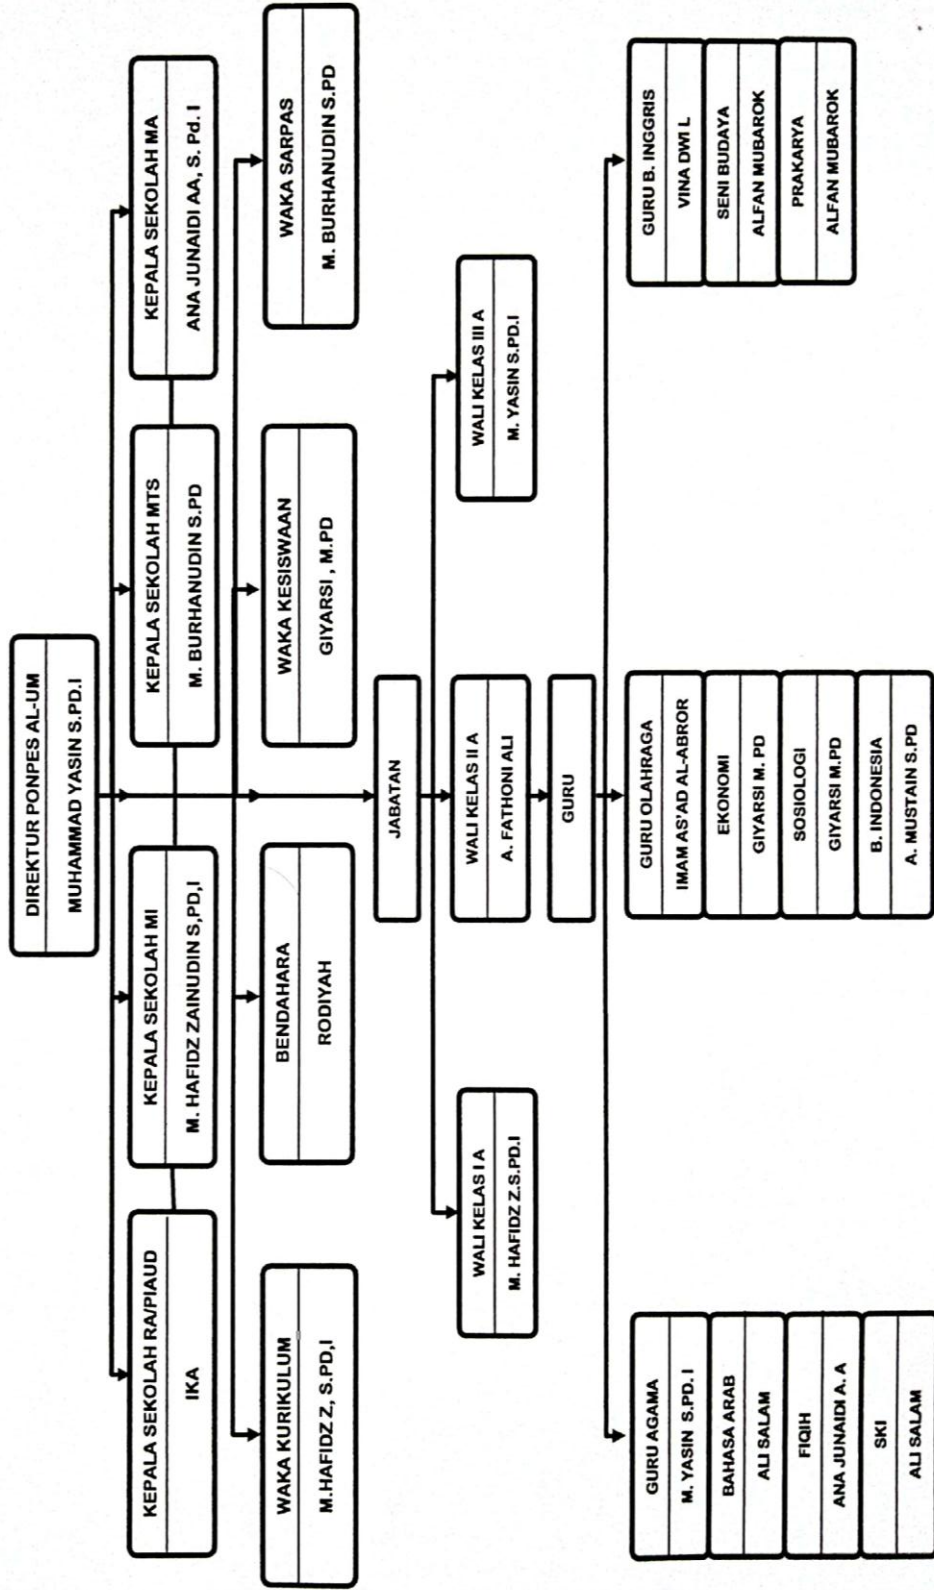 DIREKTUR PONPES AL-UM
MUHAMMAD YASIN S.PD.I
KEPALA SEKOLAH RA/PIAUD
IKA
KEPALA SEKOLAH MI
M. HAFIDZ ZAINUDIN S,PD,I
KEPALA SEKOLAH MTS
M. BURHANUDIN S.PD
KEPALA SEKOLAH MA
ANA JUNAIDI AA, S. Pd. I
WAKA KURIKULUM
M.HAFIDZ Z, S.PD,I
BENDAHARA
RODIYAH
WAKA KESISWAAN
GIYARSI , M.PD
WAKA SARPAS
M. BURHANUDIN S.PD
JABATAN
WALI KELAS I A
M. HAFIDZ Z.S.PD.I
WALI KELAS II A
A. FATHONI ALI
WALI KELAS III A
M. YASIN S.PD.I
GURU
GURU AGAMA
M. YASIN S.PD. I
BAHASA ARAB
ALI SALAM
FIQIH
ANA JUNAIDI A. A
SKI
ALI SALAM
GURU OLAHRAGA
IMAM AS'AD AL-ABROR
EKONOMI
GIYARSI M. PD
SOSIOLOGI
GIYARSI M.PD
B. INDONESIA
A. MUSTAIN S.PD
GURU B. INGGRIS
VINA DWI L
SENI BUDAYA
ALFAN MUBAROK
PRAKARYA
ALFAN MUBAROK